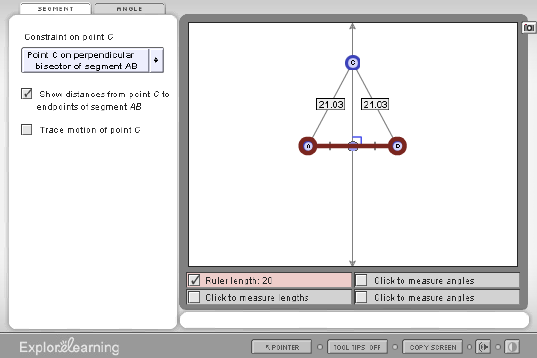 SEGMENT
ANGLE
Constraint on point C
Point C on perpendicular
bisector of segment AB
Show distances from point C to
endpoints of segment AB
Trace motion of point C
C
21.03
21.03
A
B
Ruler length: 20
Click to measure angles
Click to measure lengths
Click to measure angles
ExploreLearning
POINTER
TOOL TIPS OFF
COPY SCREEN